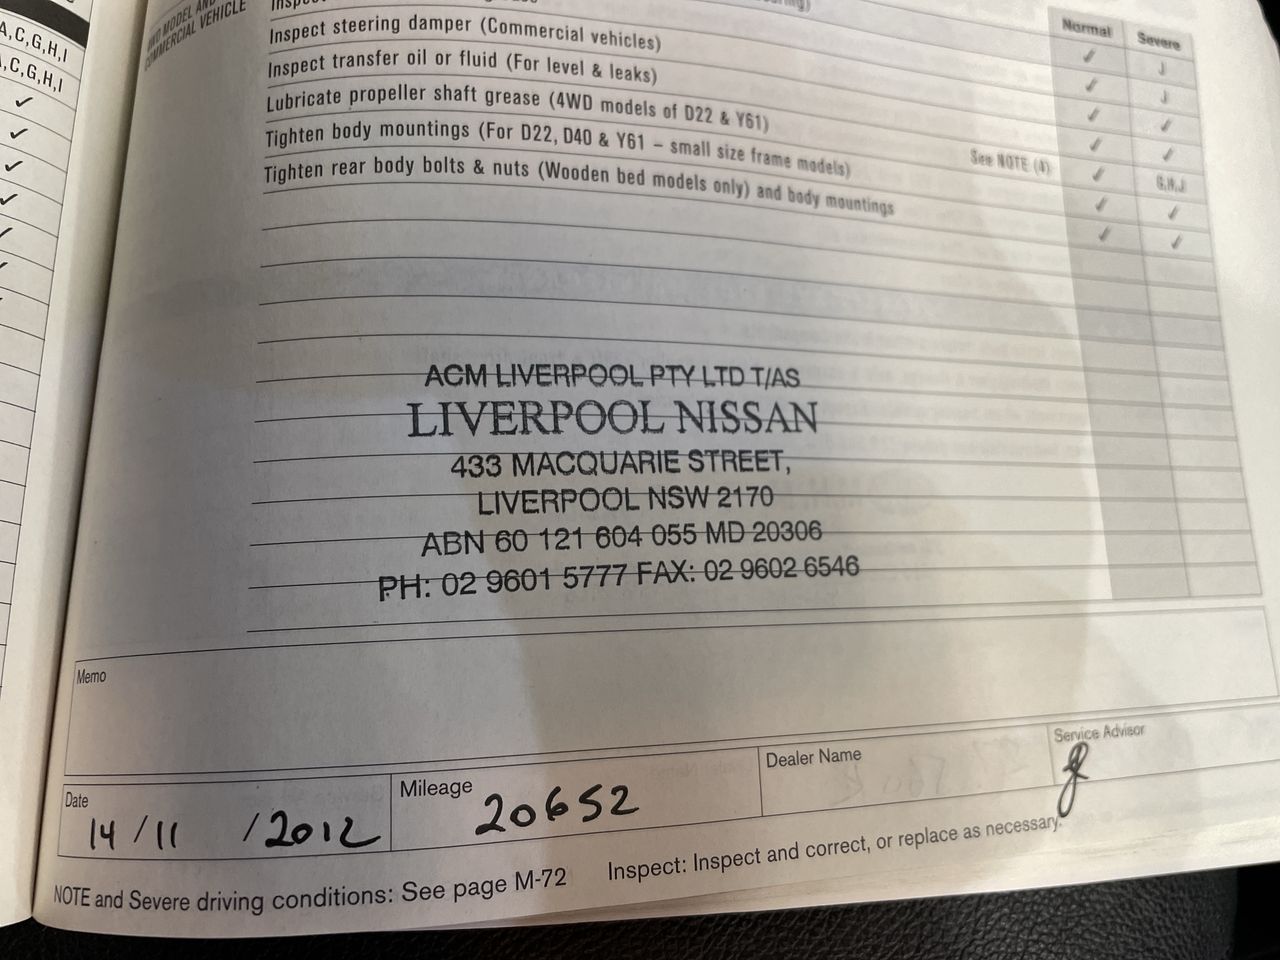 A,C,G,H,I
,C,G,H,I
COMMERCIAL VEHICLE
Normal
Severe
Inspect steering damper (Commercial vehicles)
✓ J
Inspect transfer oil or fluid (For level & leaks)
✓ J
Lubricate propeller shaft grease (4WD models of D22 & Y61)
✓ ✓
Tighten body mountings (For D22, D40 & Y61 – small size frame models)
✓ ✓
See NOTE (4)
✓ G,H,J
Tighten rear body bolts & nuts (Wooden bed models only) and body mountings
✓ ✓
✓ ✓
ACM LIVERPOOL PTY LTD T/AS
LIVERPOOL NISSAN
433 MACQUARIE STREET,
LIVERPOOL NSW 2170
ABN 60 121 604 055 MD 20306
PH: 02 9601 5777 FAX: 02 9602 6546
Memo
Date
14/11/2012
Mileage
20652
Dealer Name
Service Advisor
NOTE and Severe driving conditions: See page M-72
Inspect: Inspect and correct, or replace as necessary.